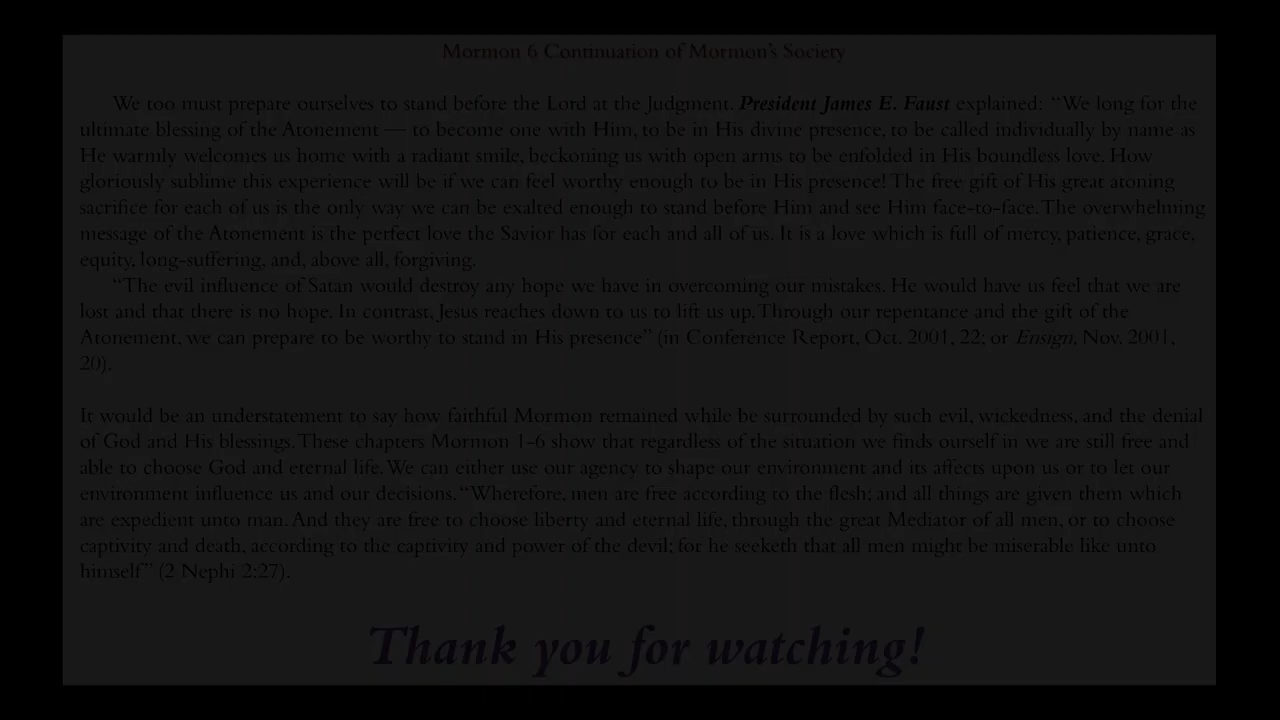 Mormon 6 Continuation of Mormon's Society
We too must prepare ourselves to stand before the Lord at the Judgment. President James E. Faust explained: “We long for the
ultimate blessing of the Atonement — to become one with Him, to be in His divine presence, to be called individually by name as
He warmly welcomes us home with a radiant smile, beckoning us with open arms to be enfolded in His boundless love. How
gloriously sublime this experience will be if we can feel worthy enough to be in His presence! The free gift of His great atoning
sacrifice for each of us is the only way we can be exalted enough to stand before Him and see Him face-to-face. The overwhelming
message of the Atonement is the perfect love the Savior has for each and all of us. It is a love which is full of mercy, patience, grace,
equity, long-suffering, and, above all, forgiving.
“The evil influence of Satan would destroy any hope we have in overcoming our mistakes. He would have us feel that we are
lost and that there is no hope. In contrast, Jesus reaches down to us to lift us up. Through our repentance and the gift of the
Atonement, we can prepare to be worthy to stand in His presence” (in Conference Report, Oct. 2001, 22; or Ensign, Nov. 2001,
20).
It would be an understatement to say how faithful Mormon remained while be surrounded by such evil, wickedness, and the denial
of God and His blessings. These chapters Mormon 1-6 show that regardless of the situation we finds ourself in we are still free and
able to choose God and eternal life. We can either use our agency to shape our environment and its affects upon us or to let our
environment influence us and our decisions. “Wherefore, men are free according to the flesh; and all things are given them which
are expedient unto man. And they are free to choose liberty and eternal life, through the great Mediator of all men, or to choose
captivity and death, according to the captivity and power of the devil; for he seeketh that all men might be miserable like unto
himself” (2 Nephi 2:27).
Thank you for watching!